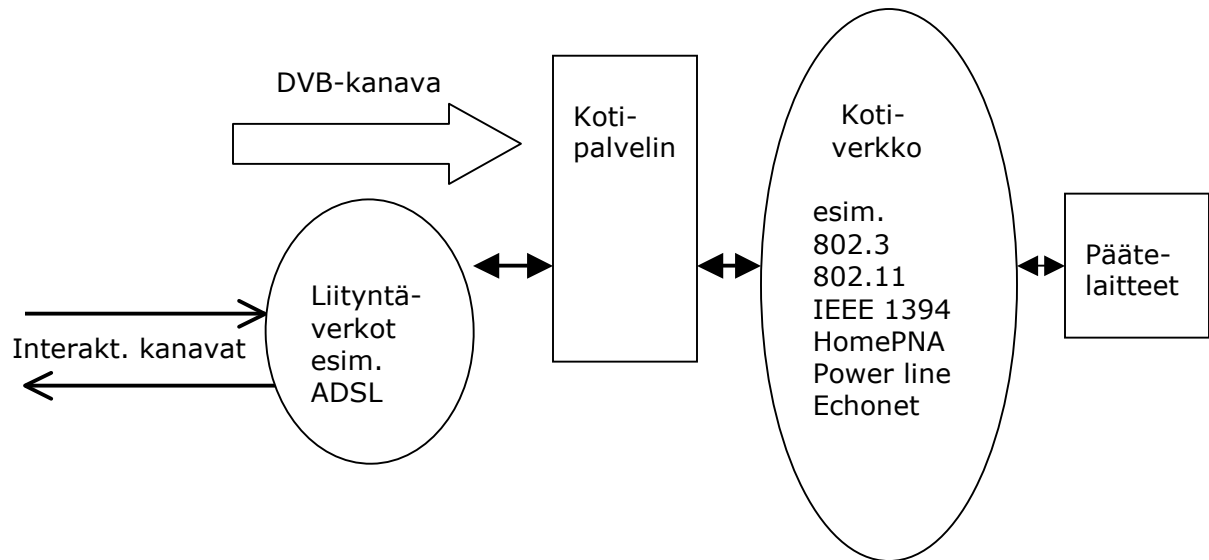 DVB-kanava
Koti-
palvelin
Koti-
verkko
esim.
802.3
802.11
IEEE 1394
HomePNA
Power line
Echonet
Pääte-
laitteet
Liityntä-
verkot
esim.
ADSL
Interakt. kanavat